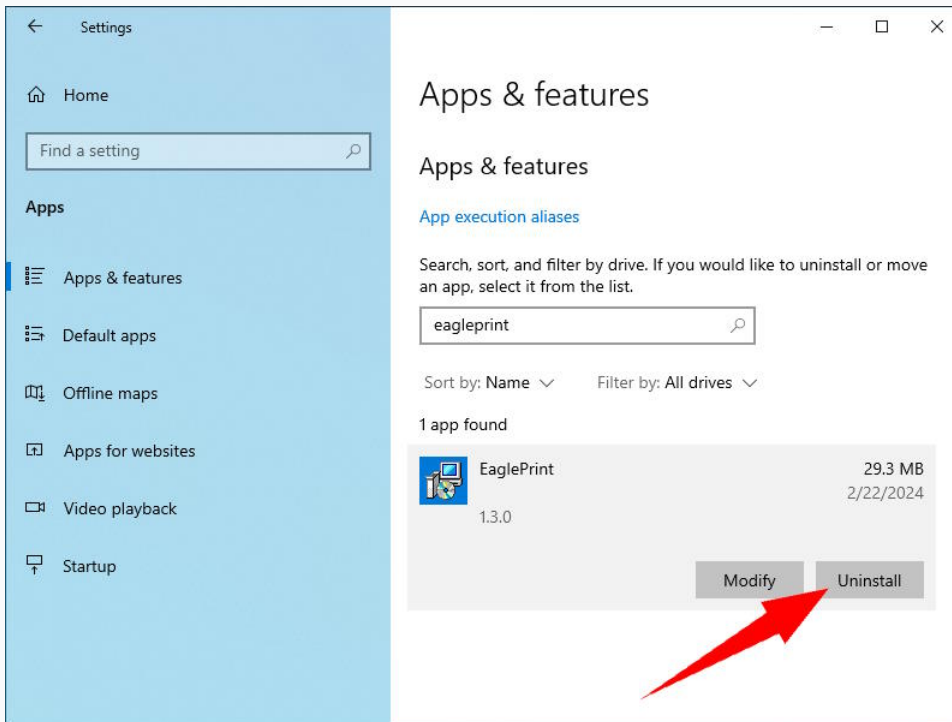 Settings
Home
Find a setting
Apps
Apps & features
Default apps
Offline maps
Apps for websites
Video playback
Startup
Apps & features
Apps & features
App execution aliases
Search, sort, and filter by drive. If you would like to uninstall or move
an app, select it from the list.
eagleprint
Sort by: Name Filter by: All drives
1 app found
EaglePrint 29.3 MB
2/22/2024
1.3.0
Modify Uninstall